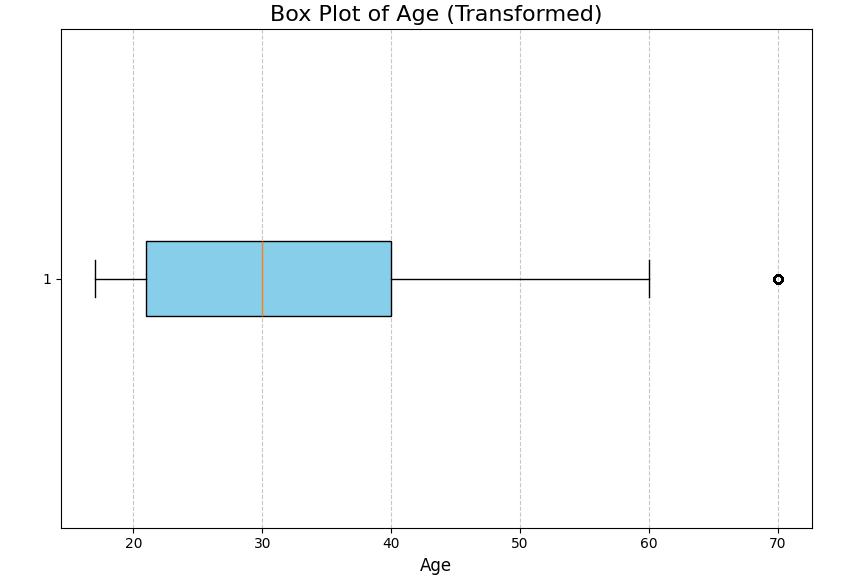 Box Plot of Age (Transformed)
1
20 30 40 50 60 70
Age